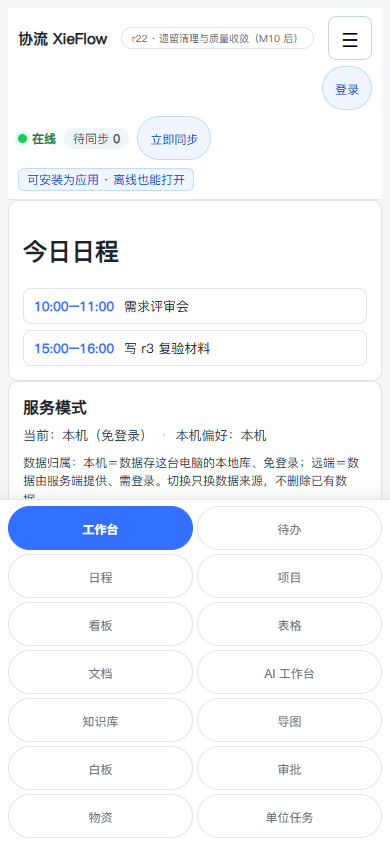 协流 XieFlow
r22 · 遗留清理与质量收敛（M10 后）
☰
登录
在线
待同步 0
立即同步
可安装为应用 · 离线也能打开
今日日程
10:00—11:00 需求评审会
15:00—16:00 写 r3 复验材料
服务模式
当前：本机（免登录） · 本机偏好：本机
数据归属：本机＝数据存这台电脑的本地库、免登录；远端＝数
据由服务端提供、需登录。切换只换数据来源，不删除已有数
据。
工作台
待办
日程
项目
看板
表格
文档
AI 工作台
知识库
导图
白板
审批
物资
单位任务